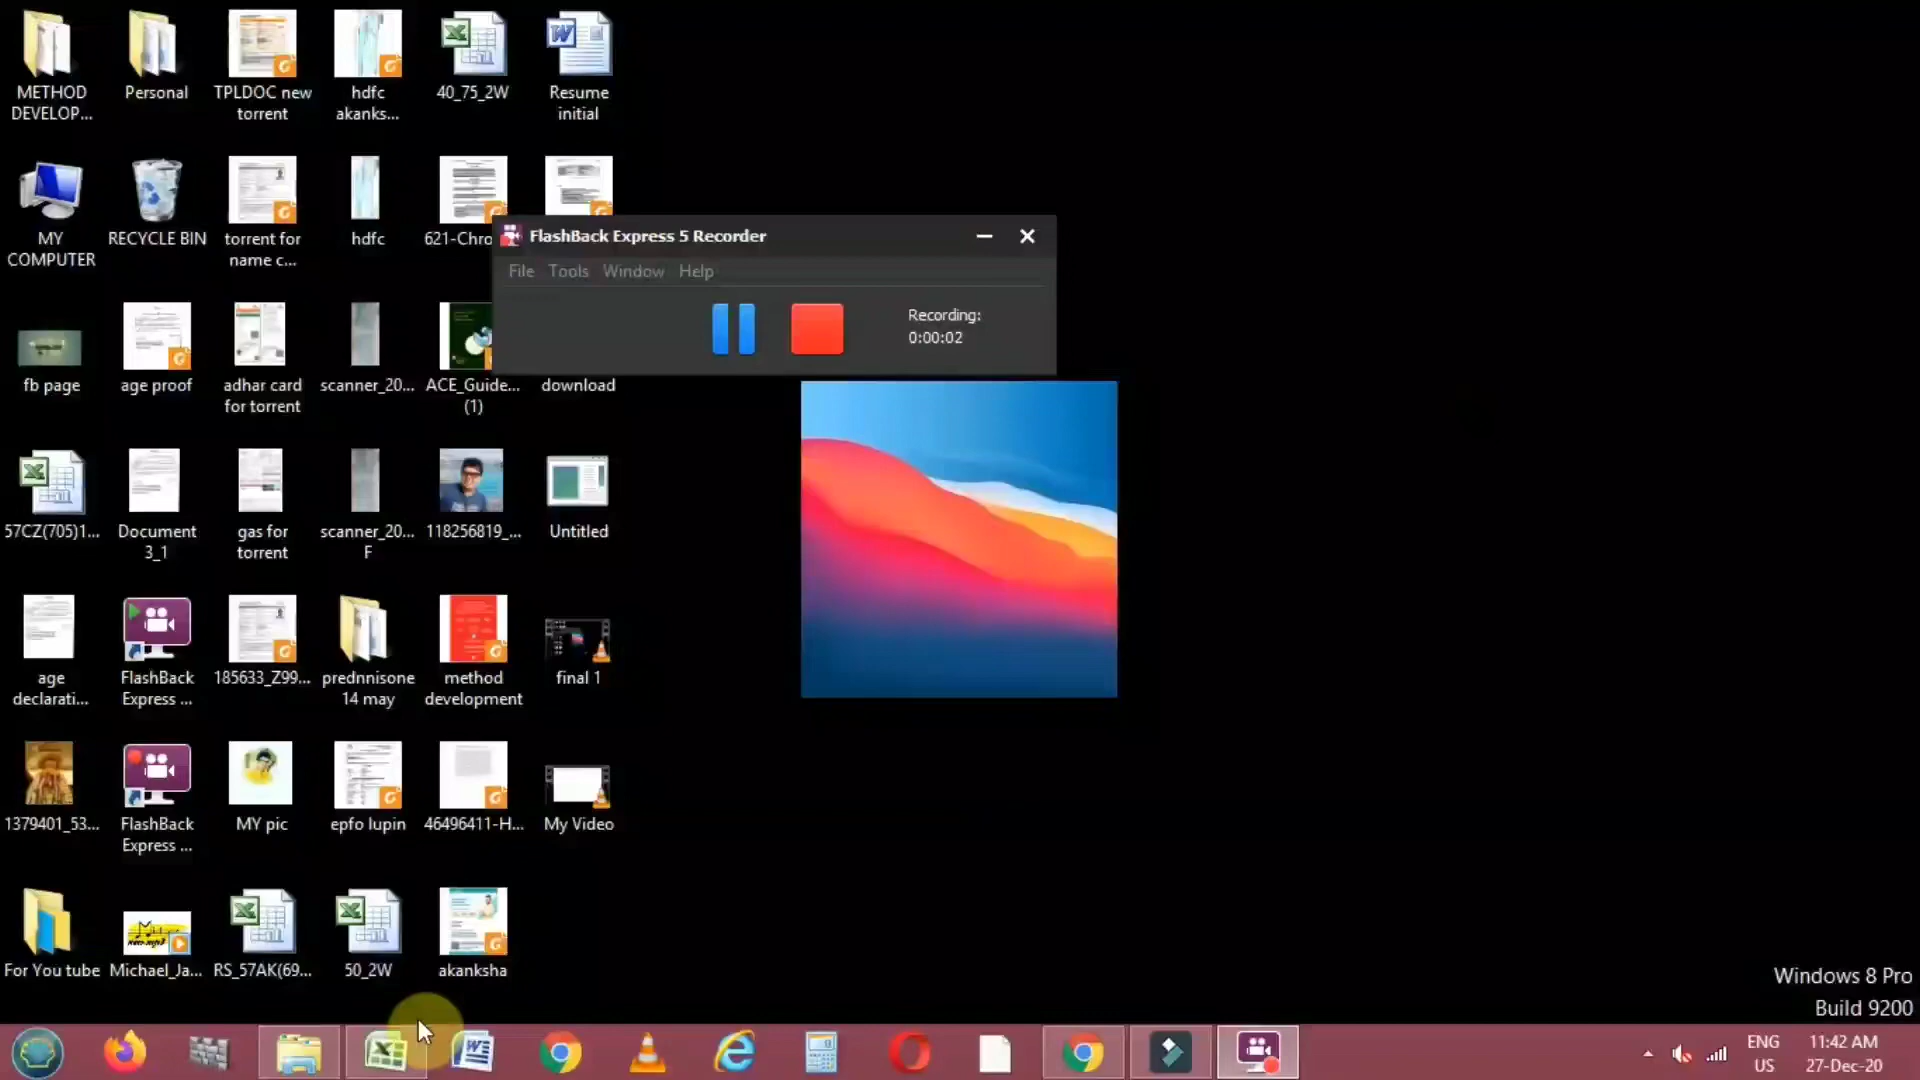 METHOD
DEVELOP...
Personal
TPLDOC new
torrent
hdfc
akanks...
40_75_2W
Resume
initial
MY
COMPUTER
RECYCLE BIN
torrent for
name c...
hdfc
621-Chro
FlashBack Express 5 Recorder
File Tools Window Help
Recording:
0:00:02
fb page
age proof
adhar card
for torrent
scanner_20...
ACE_Guide...
(1)
download
57CZ(705)1...
Document
3_1
gas for
torrent
scanner_20...
F
118256819_...
Untitled
age
declarati...
FlashBack
Express ...
185633_Z99...
prednnisone
14 may
method
development
final 1
1379401_53...
FlashBack
Express ...
MY pic
epfo lupin
46496411-H...
My Video
For You tube
Michael_Ja...
RS_57AK(69...
50_2W
akanksha
Windows 8 Pro
Build 9200
ENG
US
11:42 AM
27-Dec-20